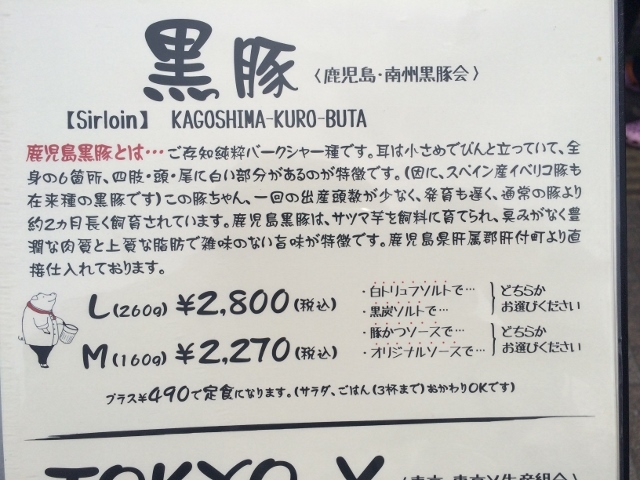 黒豚 〈鹿児島・南州黒豚会〉
【Sirloin】 KAGOSHIMA-KURO-BUTA
鹿児島黒豚とは…ご存知純粋バークシャー種です。耳は小さめでぴんと立っていて、全
身の6箇所、四肢・頭・尾に白い部分があるのが特徴です。(因に、スペイン産イベリコ豚も
在来種の黒豚です)この豚ちゃん、一回の出産頭数が少なく、発育も遅く、通常の豚より
約2カ月長く飼育されています。鹿児島黒豚は、サツマ芋を飼料に育てられ、臭みがなく豊
潤な肉質と上質な脂肪で雑味のない旨味が特徴です。鹿児島県肝属郡肝付町より直
接仕入れております。
L(260g) ¥2,800(税込)
M(160g) ¥2,270(税込)
・白トリュフソルトで…
・黒炭ソルトで…
どちらか
お選びください
・豚かつソースで…
・オリジナルソースで…
どちらか
お選びください
プラス¥490で定食になります。(サラダ、ごはん(3杯まで)おかわりOKです)
TOKYO X